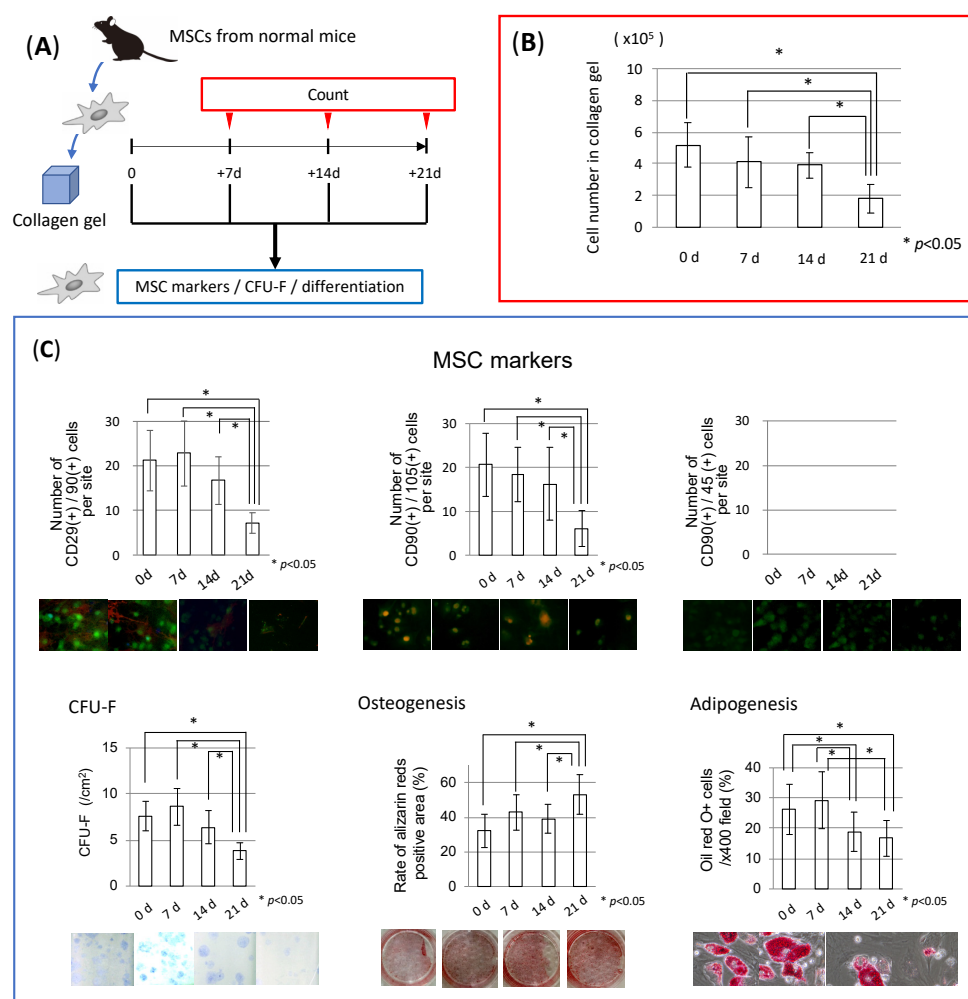 (A)
MSCs from normal mice
Count
0
+7d
+14d
+21d
Collagen gel
MSC markers / CFU-F / differentiation
(B)
( x10⁵ )
*
*
*
Cell number in collagen gel
10
8
6
4
2
0
0 d
7 d
14 d
21 d
* p<0.05
(C)
MSC markers
*
*
*
Number of
CD29(+) / 90(+) cells
per site
30
20
10
0
0d
7d
14d
21d
* p<0.05
*
*
*
Number of
CD90(+) / 105(+) cells
per site
30
20
10
0
0 d
7 d
14 d
21 d
* p<0.05
Number of
CD90(+) / 45 (+) cells
per site
30
20
10
0
0d
7d
14d
21d
CFU-F
*
*
*
CFU-F (/cm²)
15
10
5
0
0 d
7 d
14 d
21 d
* p<0.05
Osteogenesis
*
*
*
Rate of alizarin reds
positive area (%)
60
40
20
0
0 d
7 d
14 d
21 d
* p<0.05
Adipogenesis
*
*
*
*
Oil red O+ cells
/x400 field (%)
40
30
20
10
0
0 d
7 d
14 d
21 d
* p<0.05